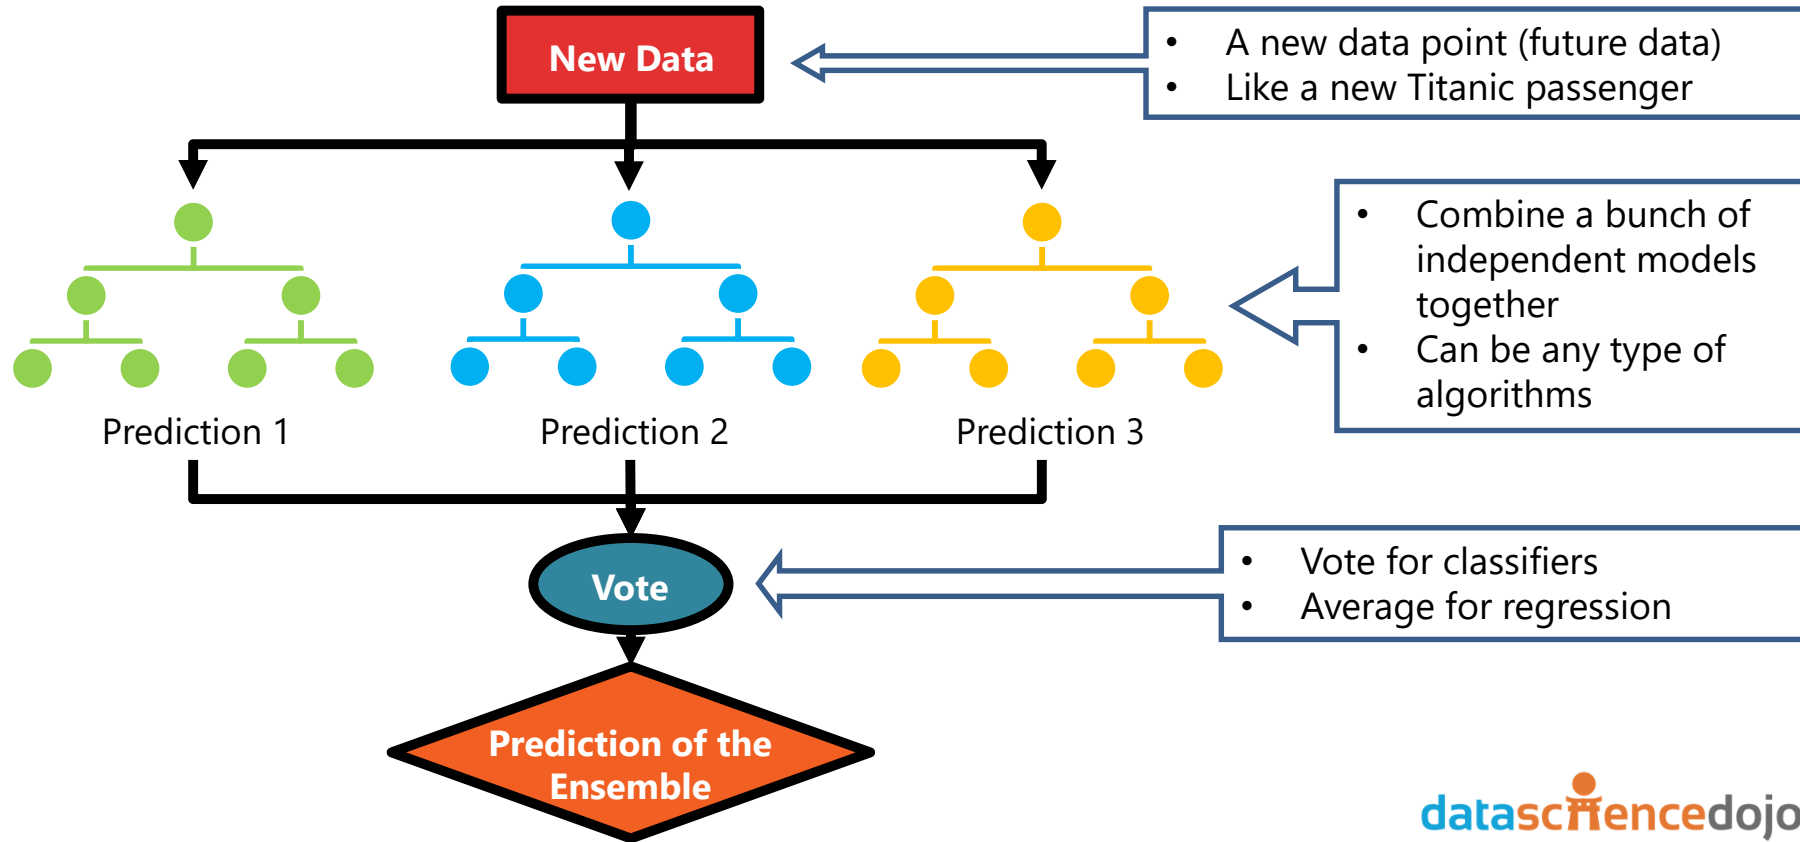 New Data
• A new data point (future data)
• Like a new Titanic passenger
• Combine a bunch of
independent models
together
• Can be any type of
algorithms
Prediction 1
Prediction 2
Prediction 3
Vote
• Vote for classifiers
• Average for regression
Prediction of the
Ensemble
datasciencedojo